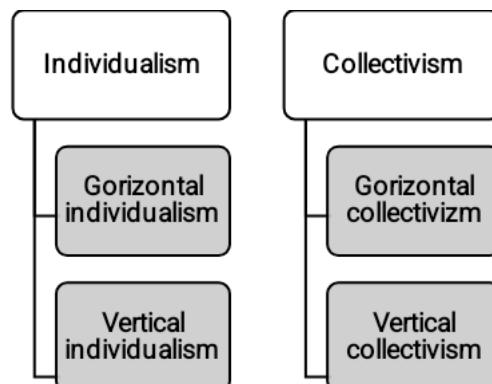 Individualism
Gorizontal
individualism
Vertical
individualism
Collectivism
Gorizontal
collectivizm
Vertical
collectivism